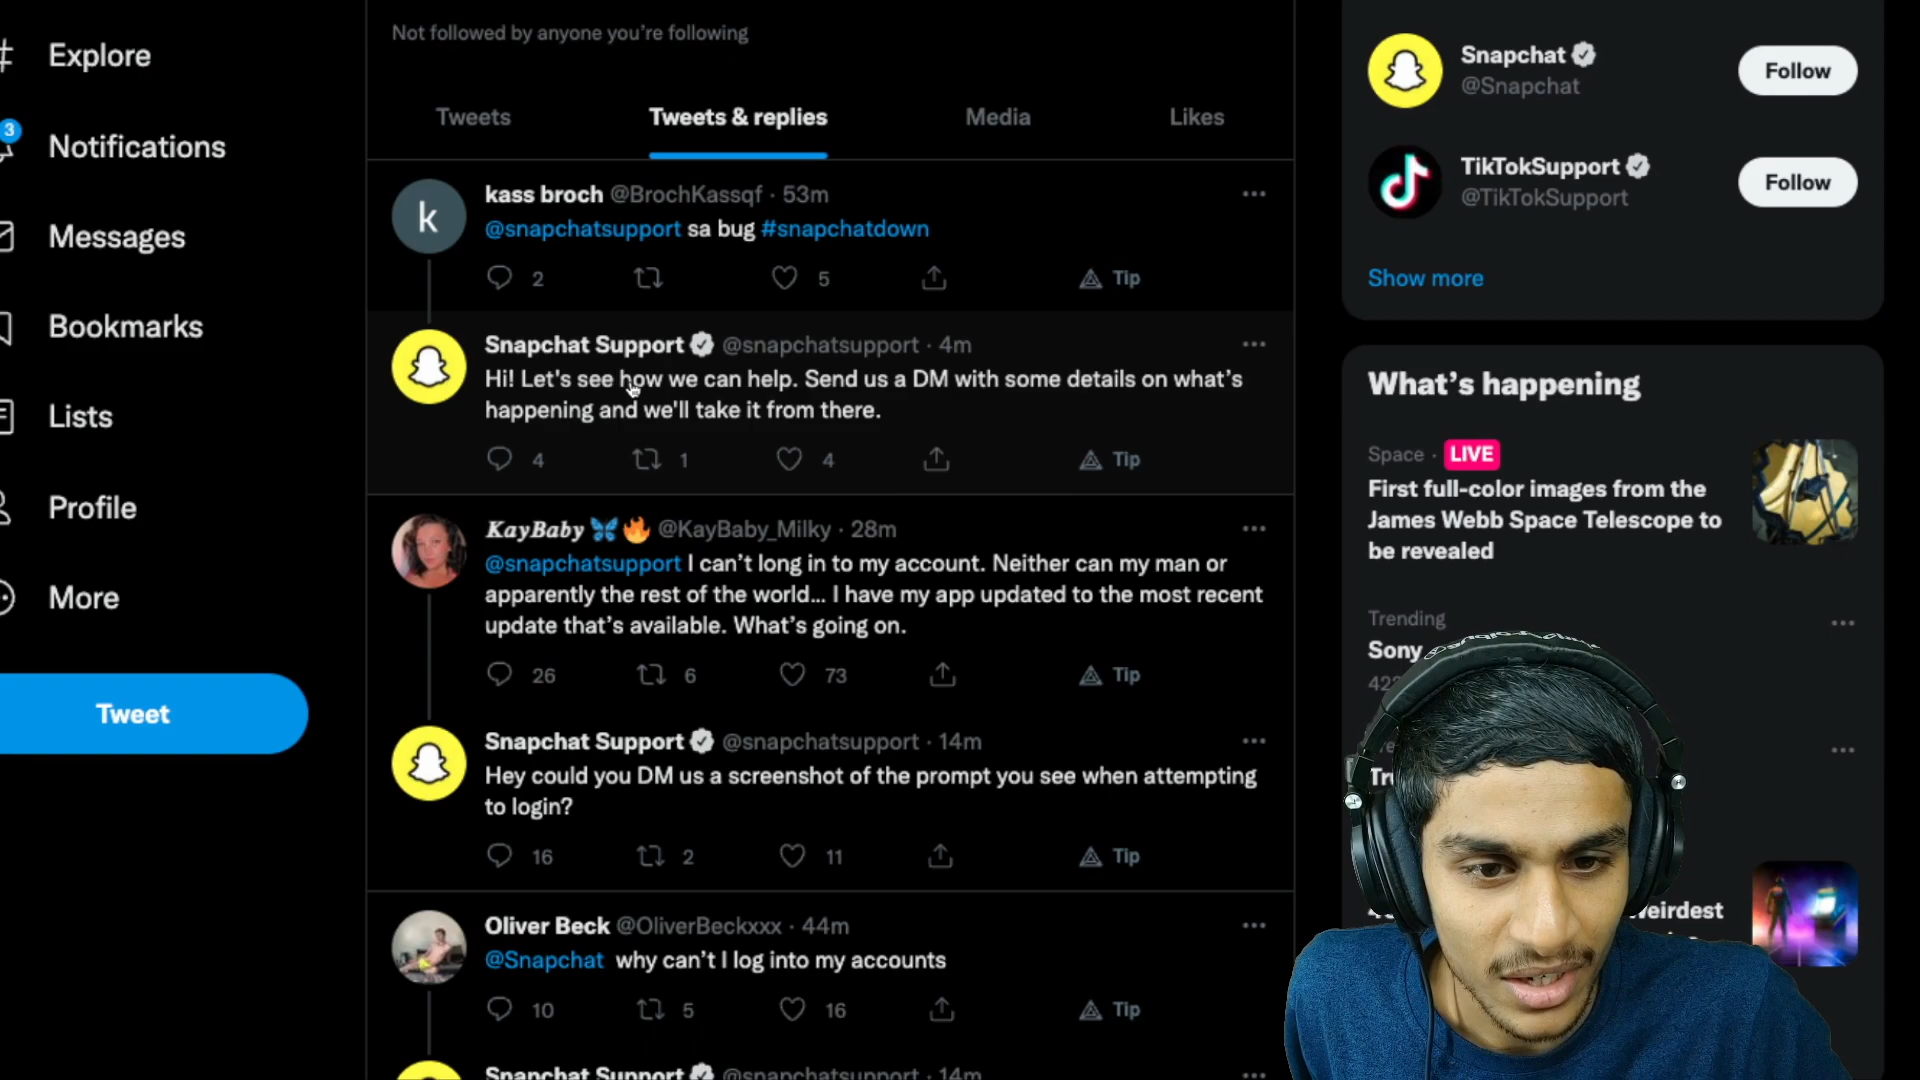 Explore
3
Notifications
Messages
Bookmarks
Lists
Profile
More
Tweet
Not followed by anyone you're following
Tweets
Tweets & replies
Media
Likes
kass broch @BrochKassqf · 53m
@snapchatsupport sa bug #snapchatdown
2
5
Tip
Snapchat Support @snapchatsupport · 4m
Hi! Let's see how we can help. Send us a DM with some details on what's
happening and we'll take it from there.
4
1
4
Tip
KayBaby 🦋🔥 @KayBaby_Milky · 28m
@snapchatsupport I can't long in to my account. Neither can my man or
apparently the rest of the world... I have my app updated to the most recent
update that's available. What's going on.
26
6
73
Tip
Snapchat Support @snapchatsupport · 14m
Hey could you DM us a screenshot of the prompt you see when attempting
to login?
16
2
11
Tip
Oliver Beck @OliverBeckxxx · 44m
@Snapchat why can't I log into my accounts
10
5
16
Tip
Snapchat Support @snapchatsupport · 14m
Snapchat
@Snapchat
Follow
TikTokSupport
@TikTokSupport
Follow
Show more
What's happening
Space · LIVE
First full-color images from the
James Webb Space Telescope to
be revealed
Trending
Sony